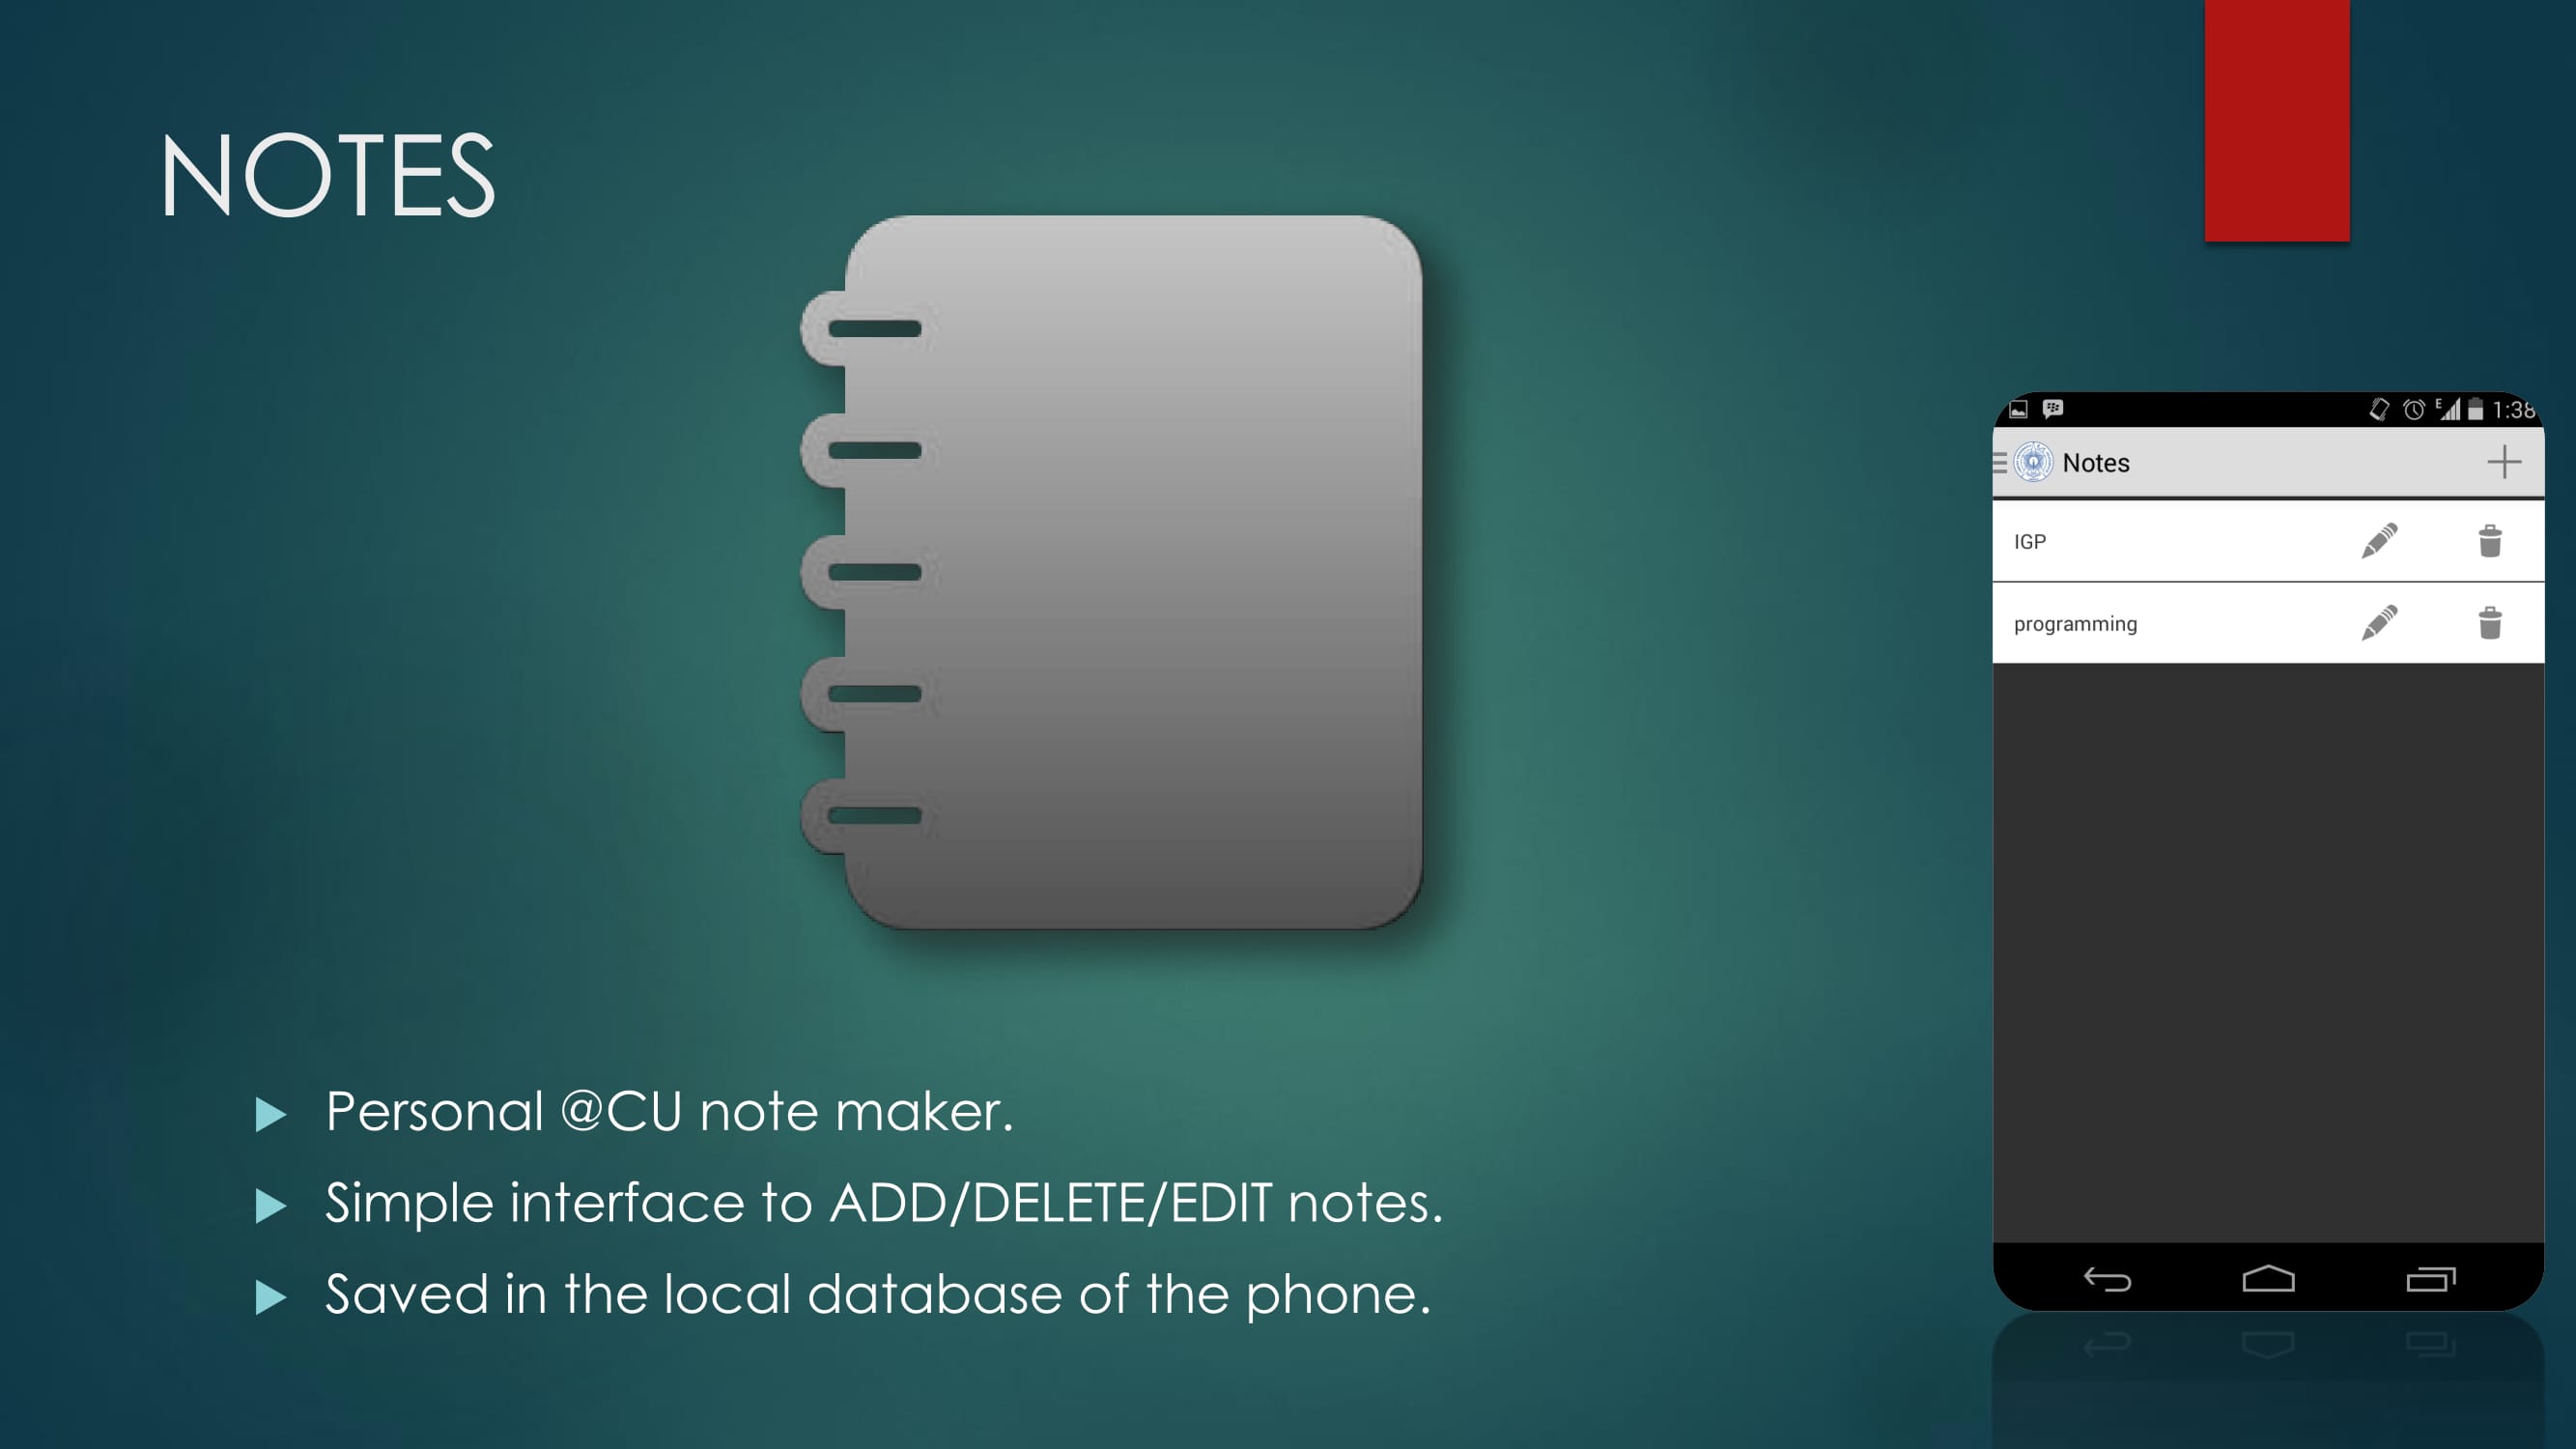 NOTES
E
1:38
Notes
IGP
programming
Personal @CU note maker.
Simple interface to ADD/DELETE/EDIT notes.
Saved in the local database of the phone.